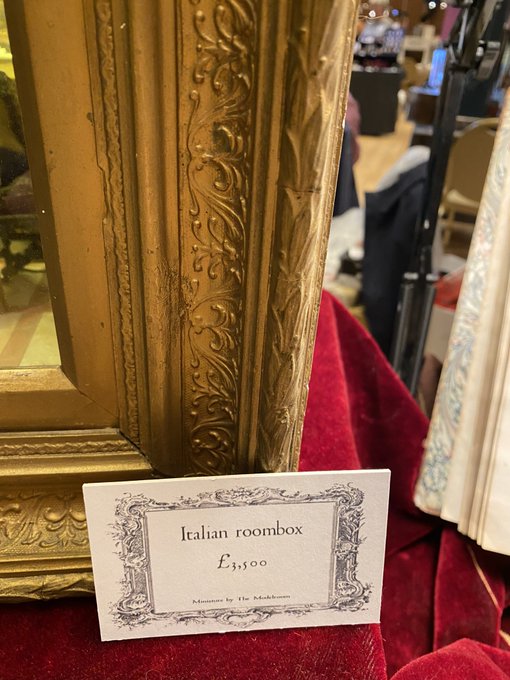 Italian roombox
£3,500
Miniature by The Modelroom